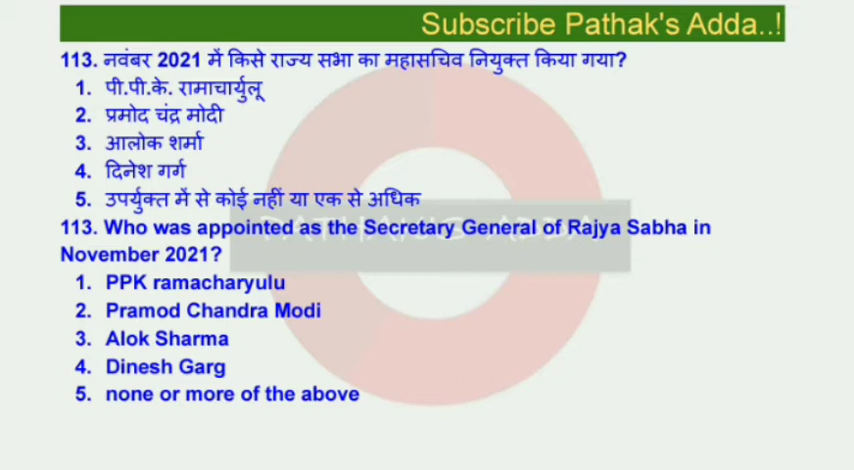 Subscribe Pathak's Adda..!
113. नवंबर 2021 में किसे राज्य सभा का महासचिव नियुक्त किया गया?
1. पी.पी.के. रामाचार्युलू
2. प्रमोद चंद्र मोदी
3. आलोक शर्मा
4. दिनेश गर्ग
5. उपर्युक्त में से कोई नहीं या एक से अधिक
113. Who was appointed as the Secretary General of Rajya Sabha in
November 2021?
1. PPK ramacharyulu
2. Pramod Chandra Modi
3. Alok Sharma
4. Dinesh Garg
5. none or more of the above